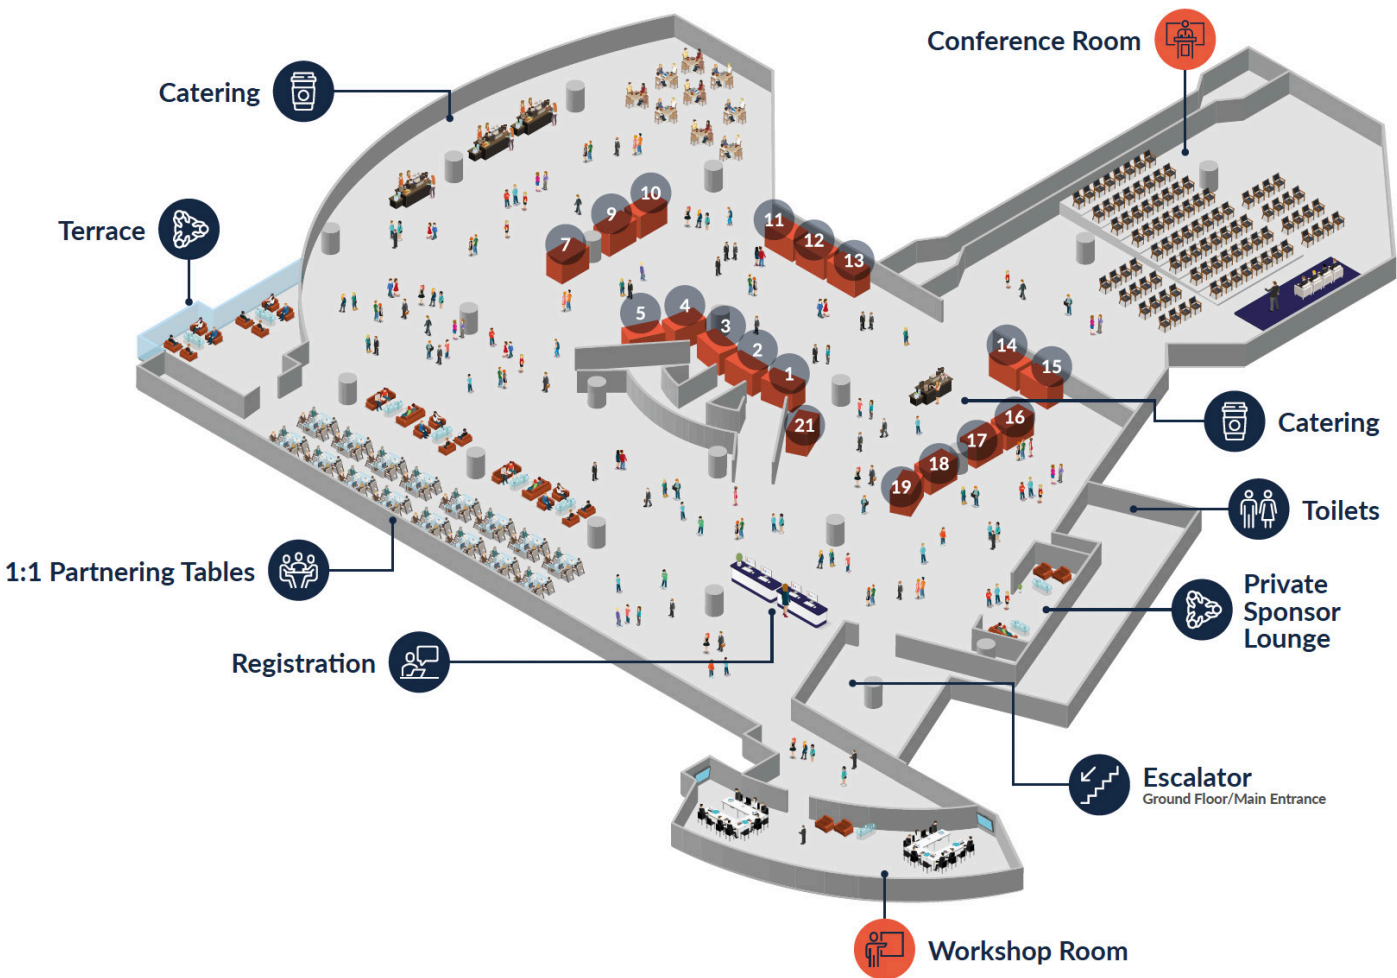 Conference Room
Catering
Terrace
10
9
7
11
12
13
5
4
3
2
1
21
14
15
16
17
18
19
Catering
Toilets
1:1 Partnering Tables
Private
Sponsor
Lounge
Registration
Escalator
Ground Floor/Main Entrance
Workshop Room